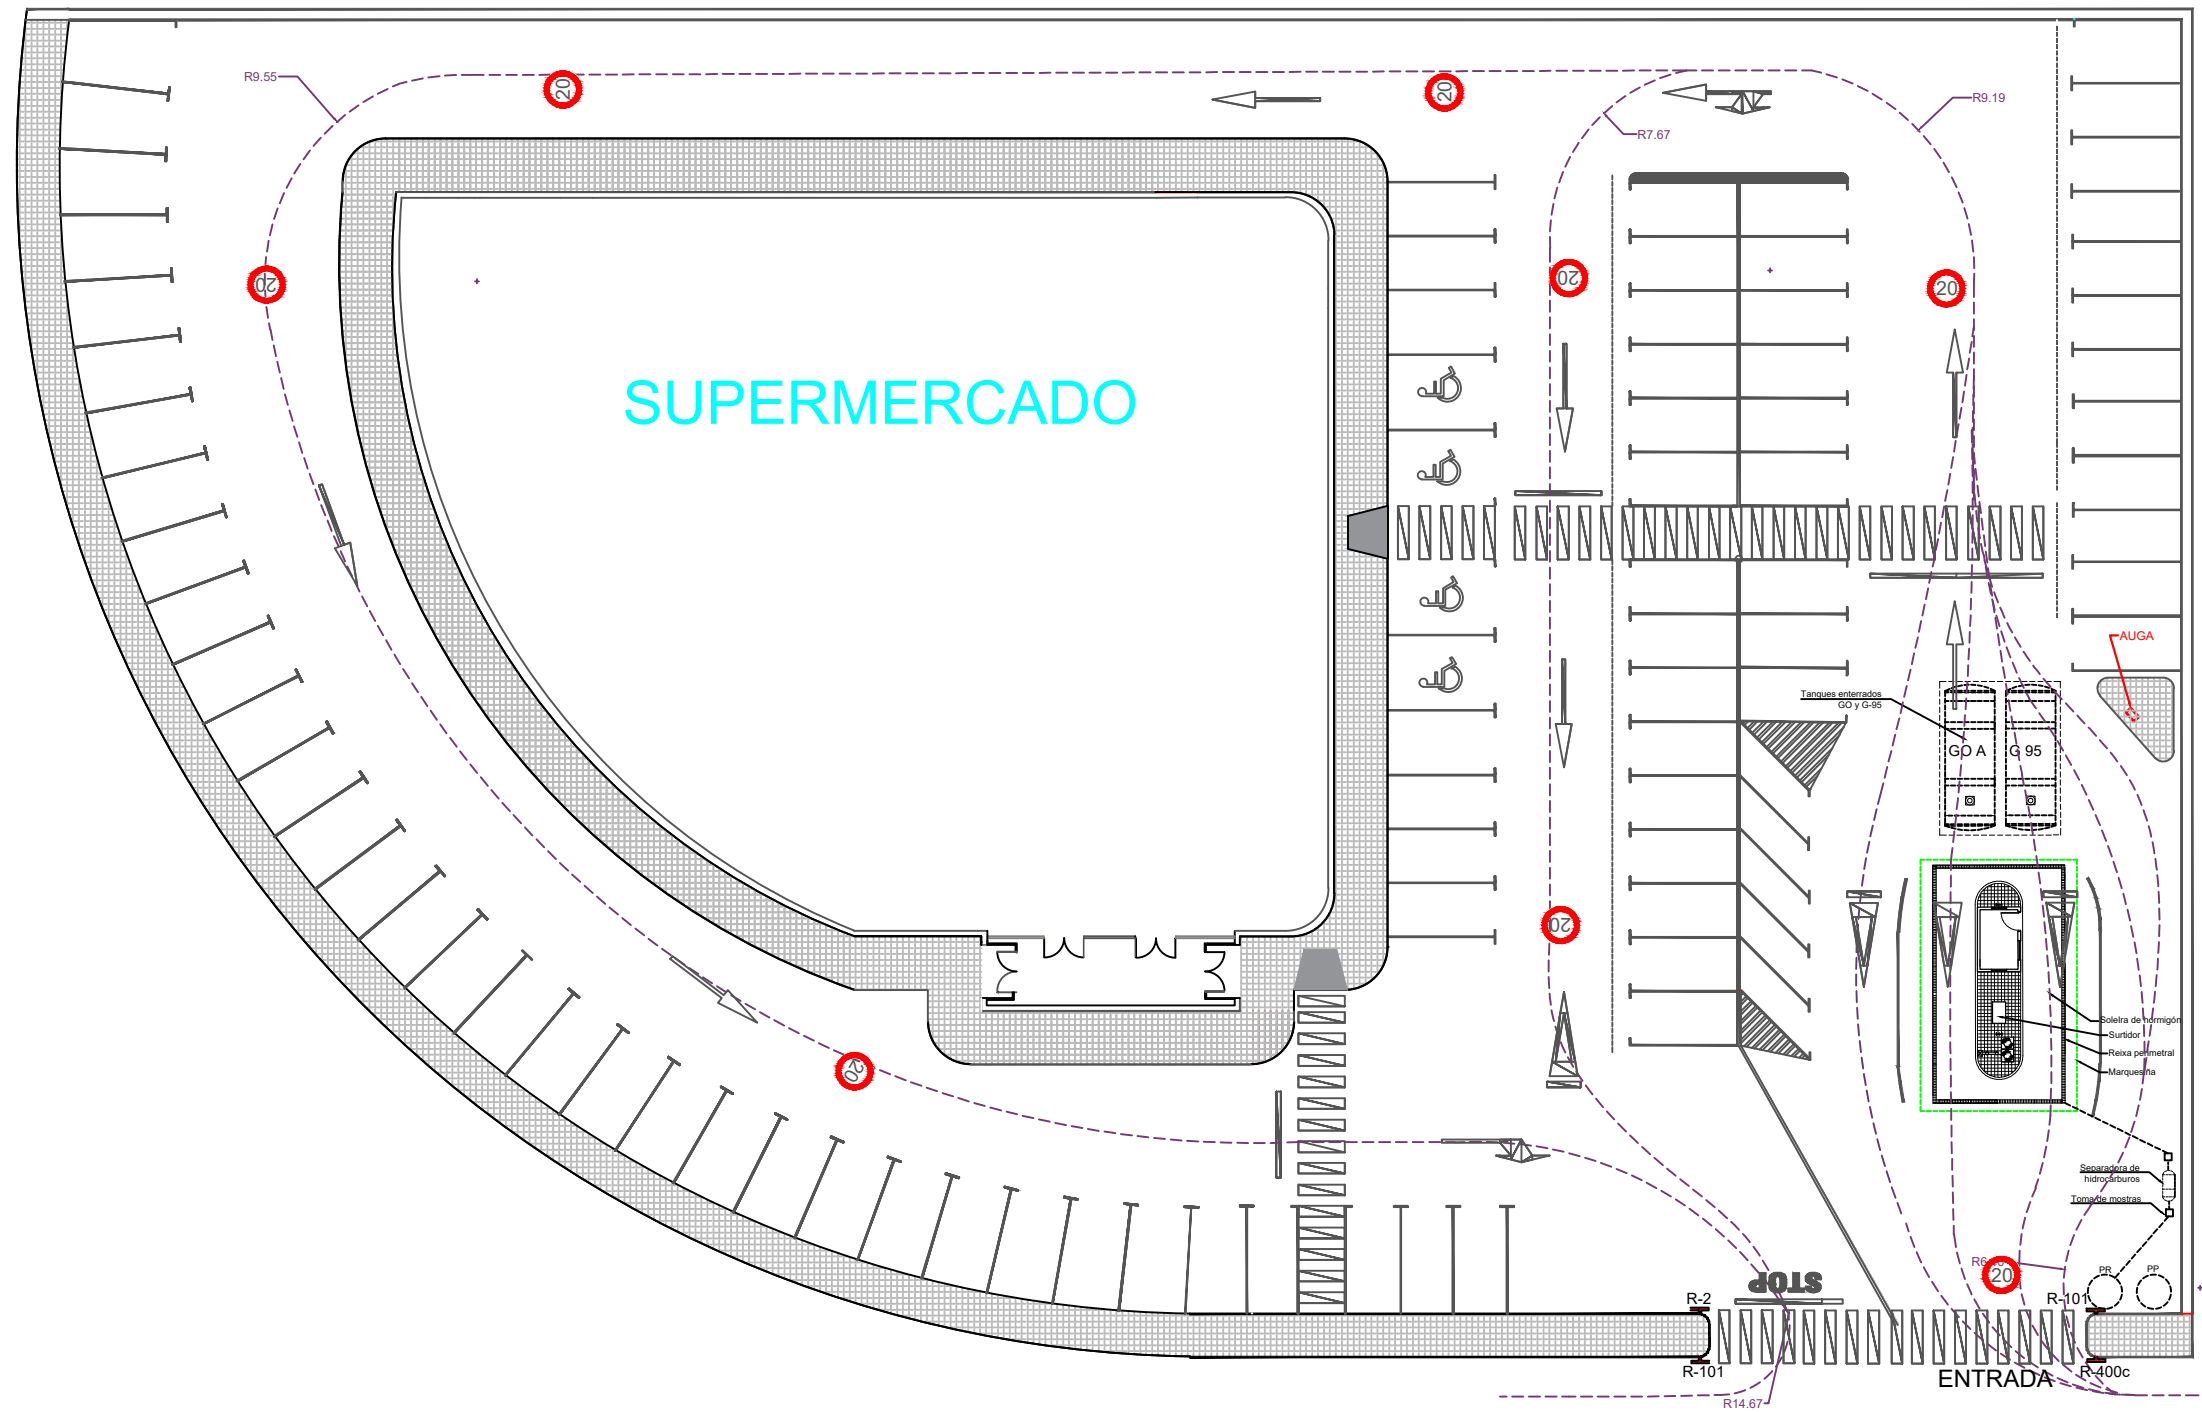 R9.55
20
20
R9.19
R7.67
20
20
20
SUPERMERCADO
AUGA
Tanques enterrados
GO y G-95
GO A
G 95
20
Soleira de hormigón
Surtidor
Reixa perimetral
Marquesiña
20
Separadora de
hidrocarburos
Toma de mostras
20
PR
PP
STOP
R-2
R-101
R-101
R-400c
ENTRADA
R14.67